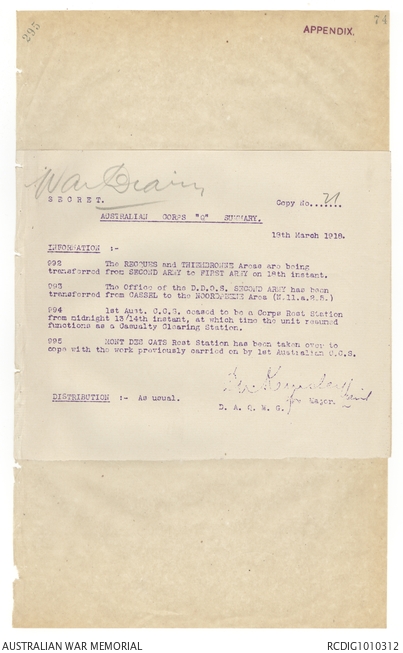 295
74
APPENDIX.
War Diary
SECRET.
Copy No. 21
AUSTRALIAN CORPS "Q" SUMMARY.
13th March 1918.
INFORMATION :-
992 The RECQUES and THIEMBRONNE Areas are being
transferred from SECOND ARMY to FIRST ARMY on 18th instant.
993 The Office of the D.D.O.S. SECOND ARMY has been
transferred from CASSEL to the NOORDPEENE Area (N.11.a.2.5.)
994 1st Aust. C.C.S. ceased to be a Corps Rest Station
from midnight 13/14th instant, at which time the unit resumed
functions as a Casualty Clearing Station.
995 MONT DES CATS Rest Station has been taken over to
cope with the work previously carried on by 1st Australian C.C.S.
for Major.
DISTRIBUTION :- As usual.
D. A. Q. M. G.
AUSTRALIAN WAR MEMORIAL
RCDIG1010312